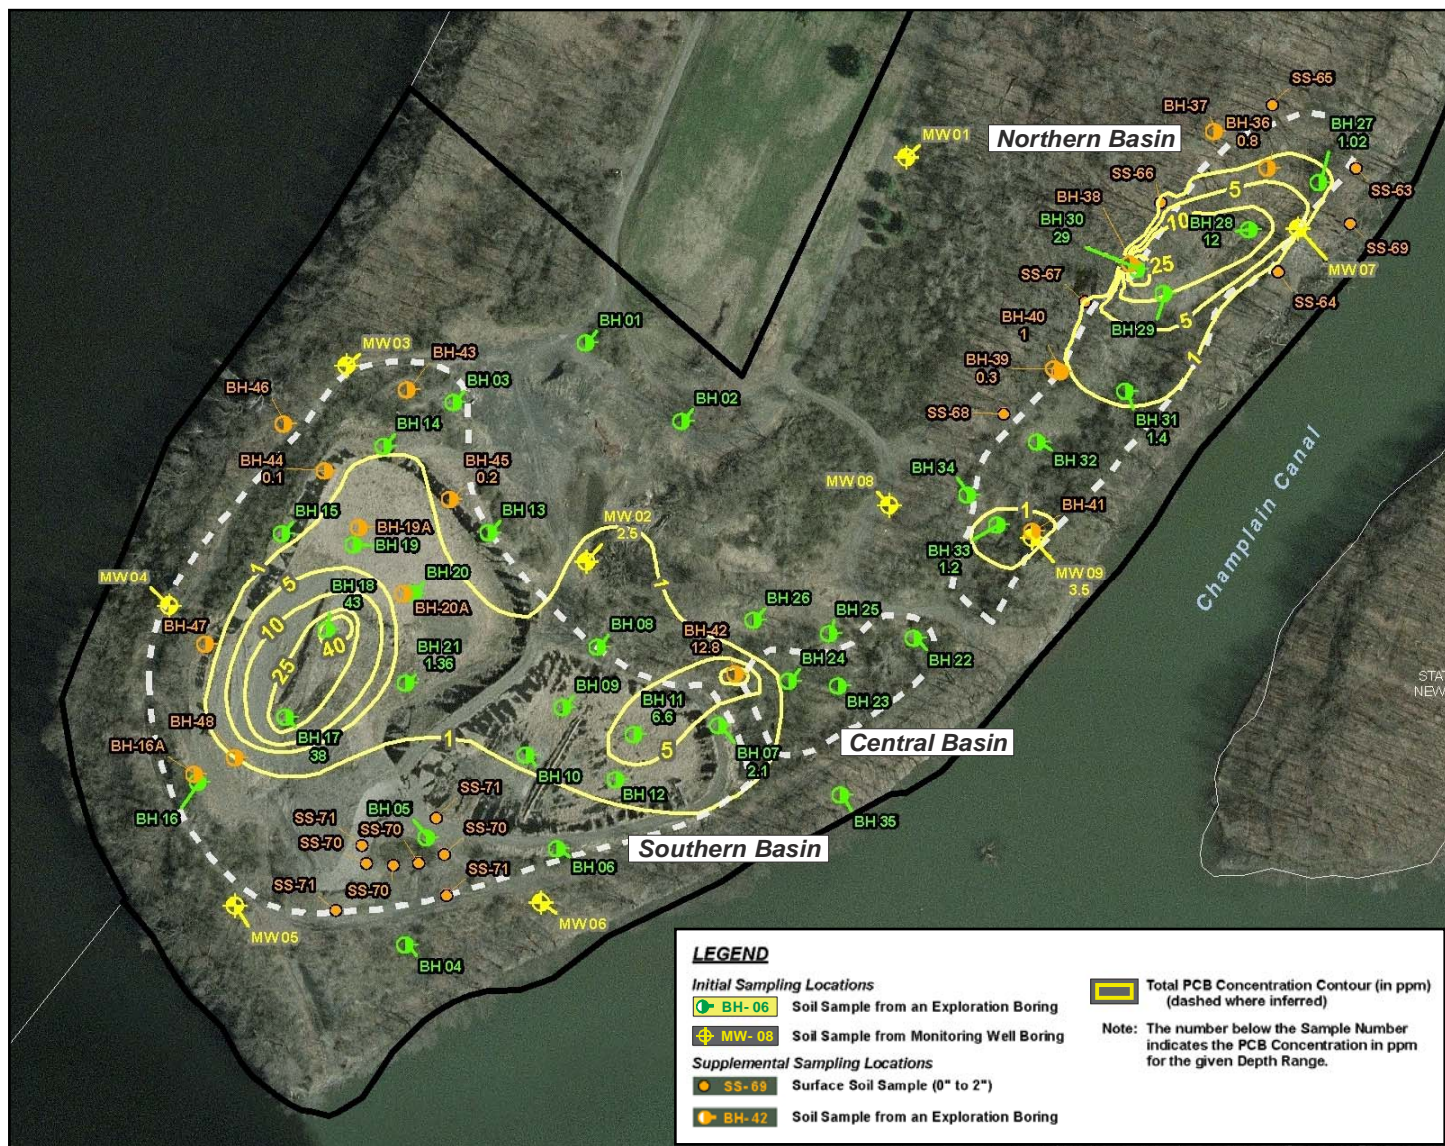 SS-65
BH-37
BH-36
0.8
BH 27
1.02
MW 01
Northern Basin
SS-66
5
SS-63
BH-38
10
BH 28
12
BH 30
29
SS-69
25
MW 07
SS-67
SS-64
BH 01
BH-40
1
5
BH 29
MW 03
BH-43
1
BH-39
0.3
BH-46
BH 03
BH 02
SS-68
BH 31
1.4
BH 14
BH 32
BH-44
0.1
BH-45
0.2
BH 34
MW 08
Champlain Canal
BH 15
BH-19A
BH 13
MW 02
2.5
1
BH-41
BH 19
1
BH 33
1.2
MW 04
5
BH 18
43
BH 20
1
MW 09
3.5
BH-20A
BH-47
10
BH 26
BH 25
BH 08
BH-42
12.8
40
BH 21
1.36
25
BH 24
BH 22
STA
NEW
BH 09
BH 11
6.6
BH 23
BH-48
BH 17
38
1
5
BH 07
2.1
Central Basin
BH-16A
BH 10
BH 12
BH 16
SS-71
BH 35
SS-71
BH 05
SS-70
SS-70
SS-70
BH 06
Southern Basin
SS-71
SS-70
SS-71
MW 05
MW 06
BH 04
LEGEND
Initial Sampling Locations
BH- 06 Soil Sample from an Exploration Boring
MW- 08 Soil Sample from Monitoring Well Boring
Supplemental Sampling Locations
SS- 69 Surface Soil Sample (0" to 2")
BH- 42 Soil Sample from an Exploration Boring
Total PCB Concentration Contour (in ppm)
(dashed where inferred)
Note: The number below the Sample Number
indicates the PCB Concentration in ppm
for the given Depth Range.